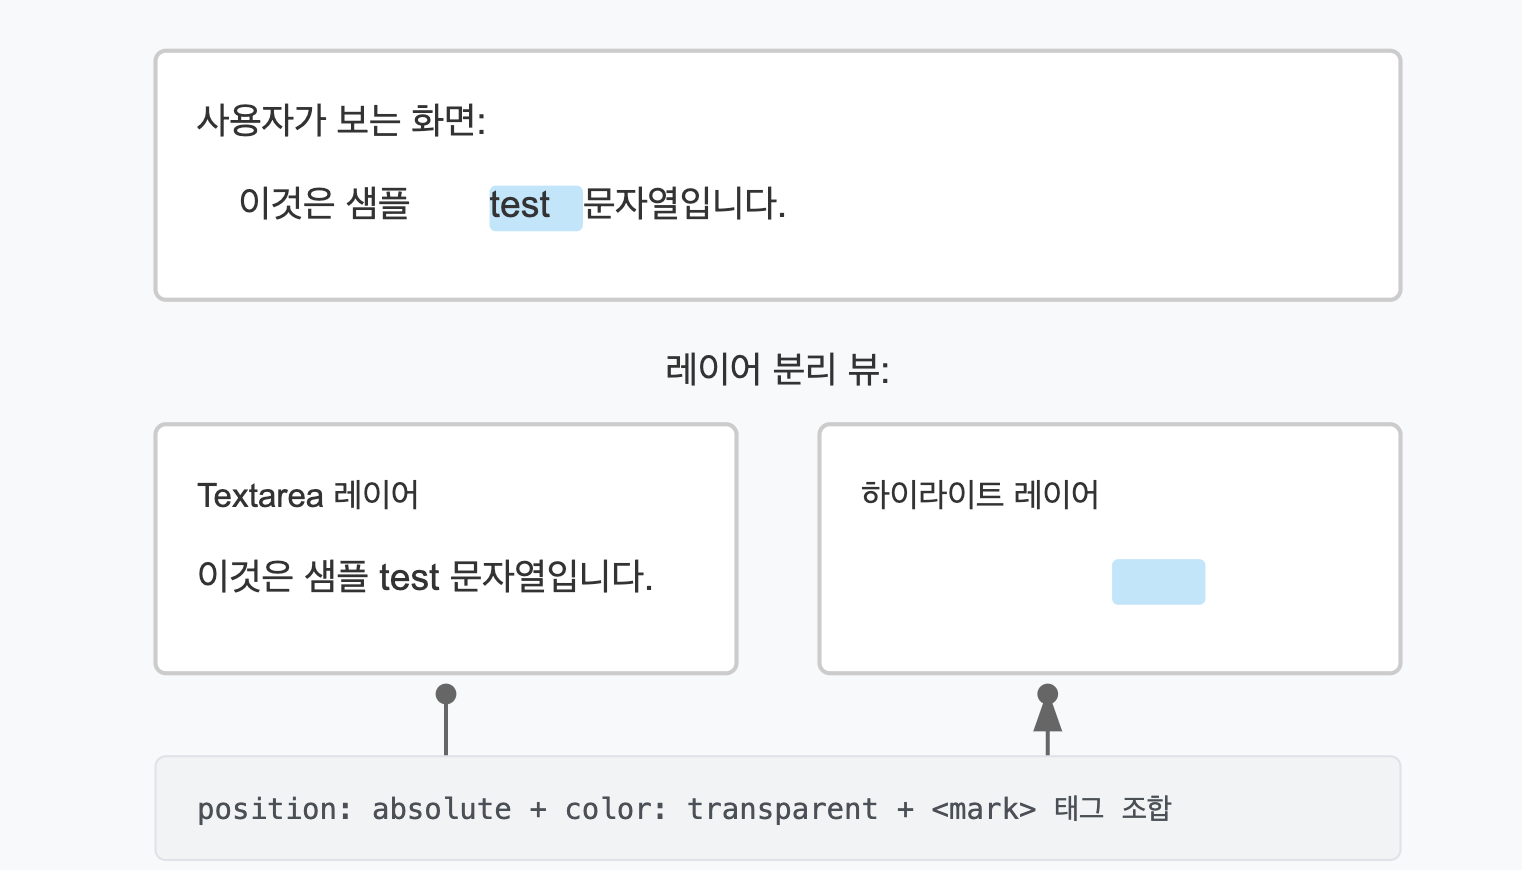 사용자가 보는 화면:
이것은 샘플 test 문자열입니다.
레이어 분리 뷰:
Textarea 레이어
이것은 샘플 test 문자열입니다.
하이라이트 레이어
position: absolute + color: transparent + <mark> 태그 조합